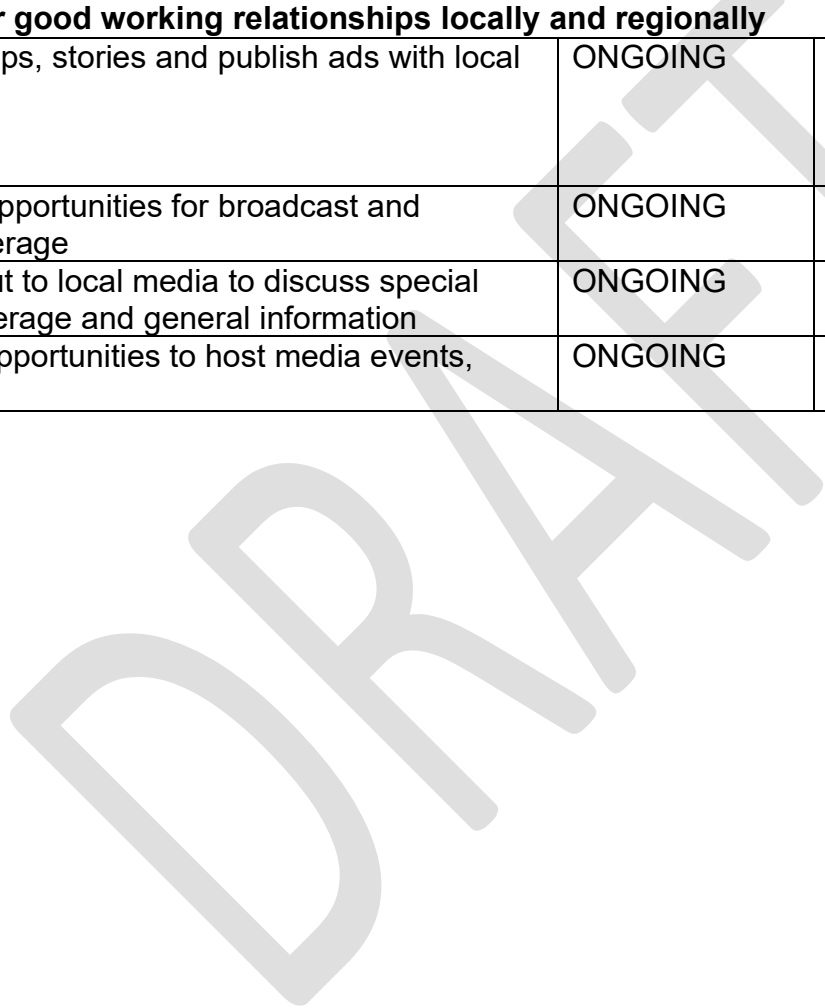 r good working relationships locally and regionally
ps, stories and publish ads with local ONGOING
pportunities for broadcast and ONGOING
erage
ut to local media to discuss special ONGOING
erage and general information
pportunities to host media events, ONGOING
DRAFT